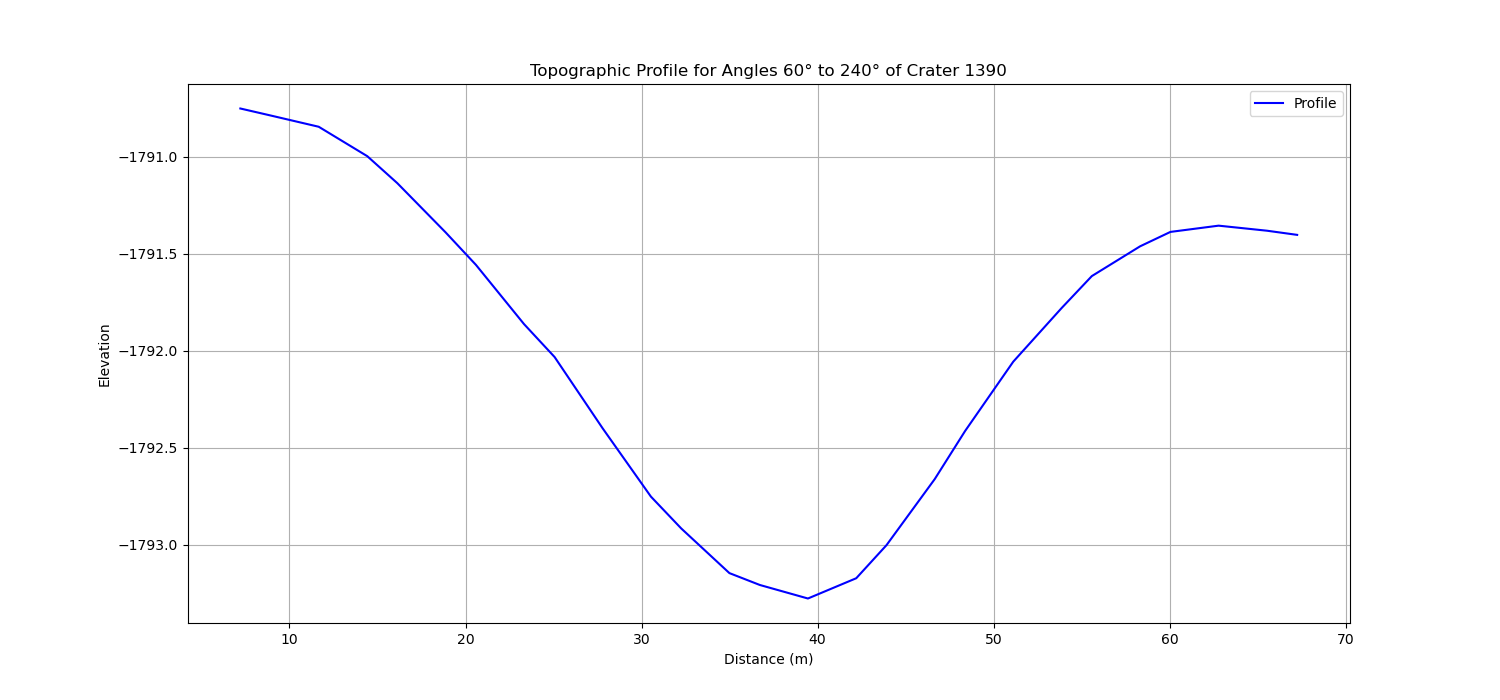 Topographic Profile for Angles 60° to 240° of Crater 1390
Profile
−1791.0
−1791.5
−1792.0
−1792.5
−1793.0
Elevation
10 20 30 40 50 60 70
Distance (m)